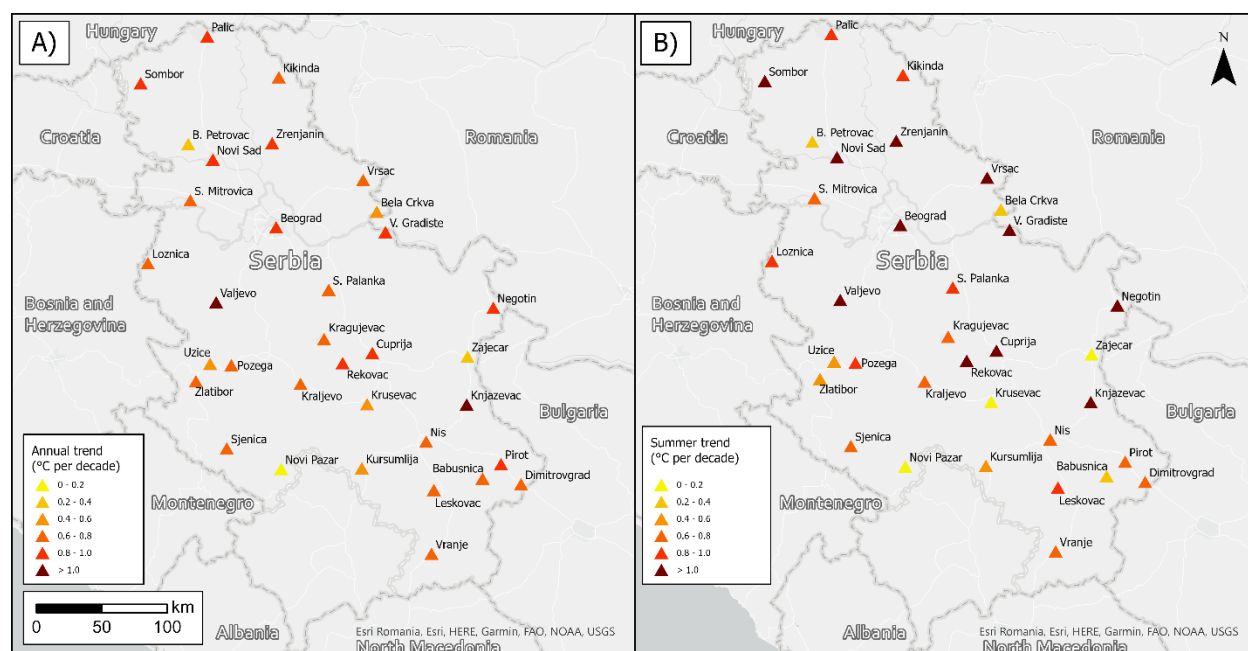 A)
Hungary
Palic
Sombor
Kikinda
Croatia
B. Petrovac
Zrenjanin
Novi Sad
Romania
Vrsac
S. Mitrovica
Bela Crkva
Beograd
V. Gradiste
Loznica
Serbia
S. Palanka
Bosnia and
Herzegovina
Valjevo
Negotin
Kragujevac
Cuprija
Uzice
Pozega
Zajecar
Rekovac
Zlatibor
Kraljevo
Krusevac
Knjazevac
Bulgaria
Nis
Sjenica
Novi Pazar
Kursumlija
Pirot
Babusnica
Dimitrovgrad
Montenegro
Leskovac
Vranje
Annual trend
(°C per decade)
0 - 0.2
0.2 - 0.4
0.4 - 0.6
0.6 - 0.8
0.8 - 1.0
> 1.0
km
0 50 100
Albania
Esri Romania, Esri, HERE, Garmin, FAO, NOAA, USGS
North Macedonia
B)
N
Hungary
Palic
Sombor
Kikinda
Croatia
B. Petrovac
Zrenjanin
Novi Sad
Romania
Vrsac
S. Mitrovica
Bela Crkva
Beograd
V. Gradiste
Loznica
Serbia
S. Palanka
Bosnia and
Herzegovina
Valjevo
Negotin
Kragujevac
Cuprija
Uzice
Pozega
Zajecar
Rekovac
Zlatibor
Kraljevo
Krusevac
Knjazevac
Bulgaria
Nis
Sjenica
Novi Pazar
Kursumlija
Pirot
Babusnica
Dimitrovgrad
Montenegro
Leskovac
Vranje
Summer trend
(°C per decade)
0 - 0.2
0.2 - 0.4
0.4 - 0.6
0.6 - 0.8
0.8 - 1.0
> 1.0
Albania
Esri Romania, Esri, HERE, Garmin, FAO, NOAA, USGS
North Macedonia